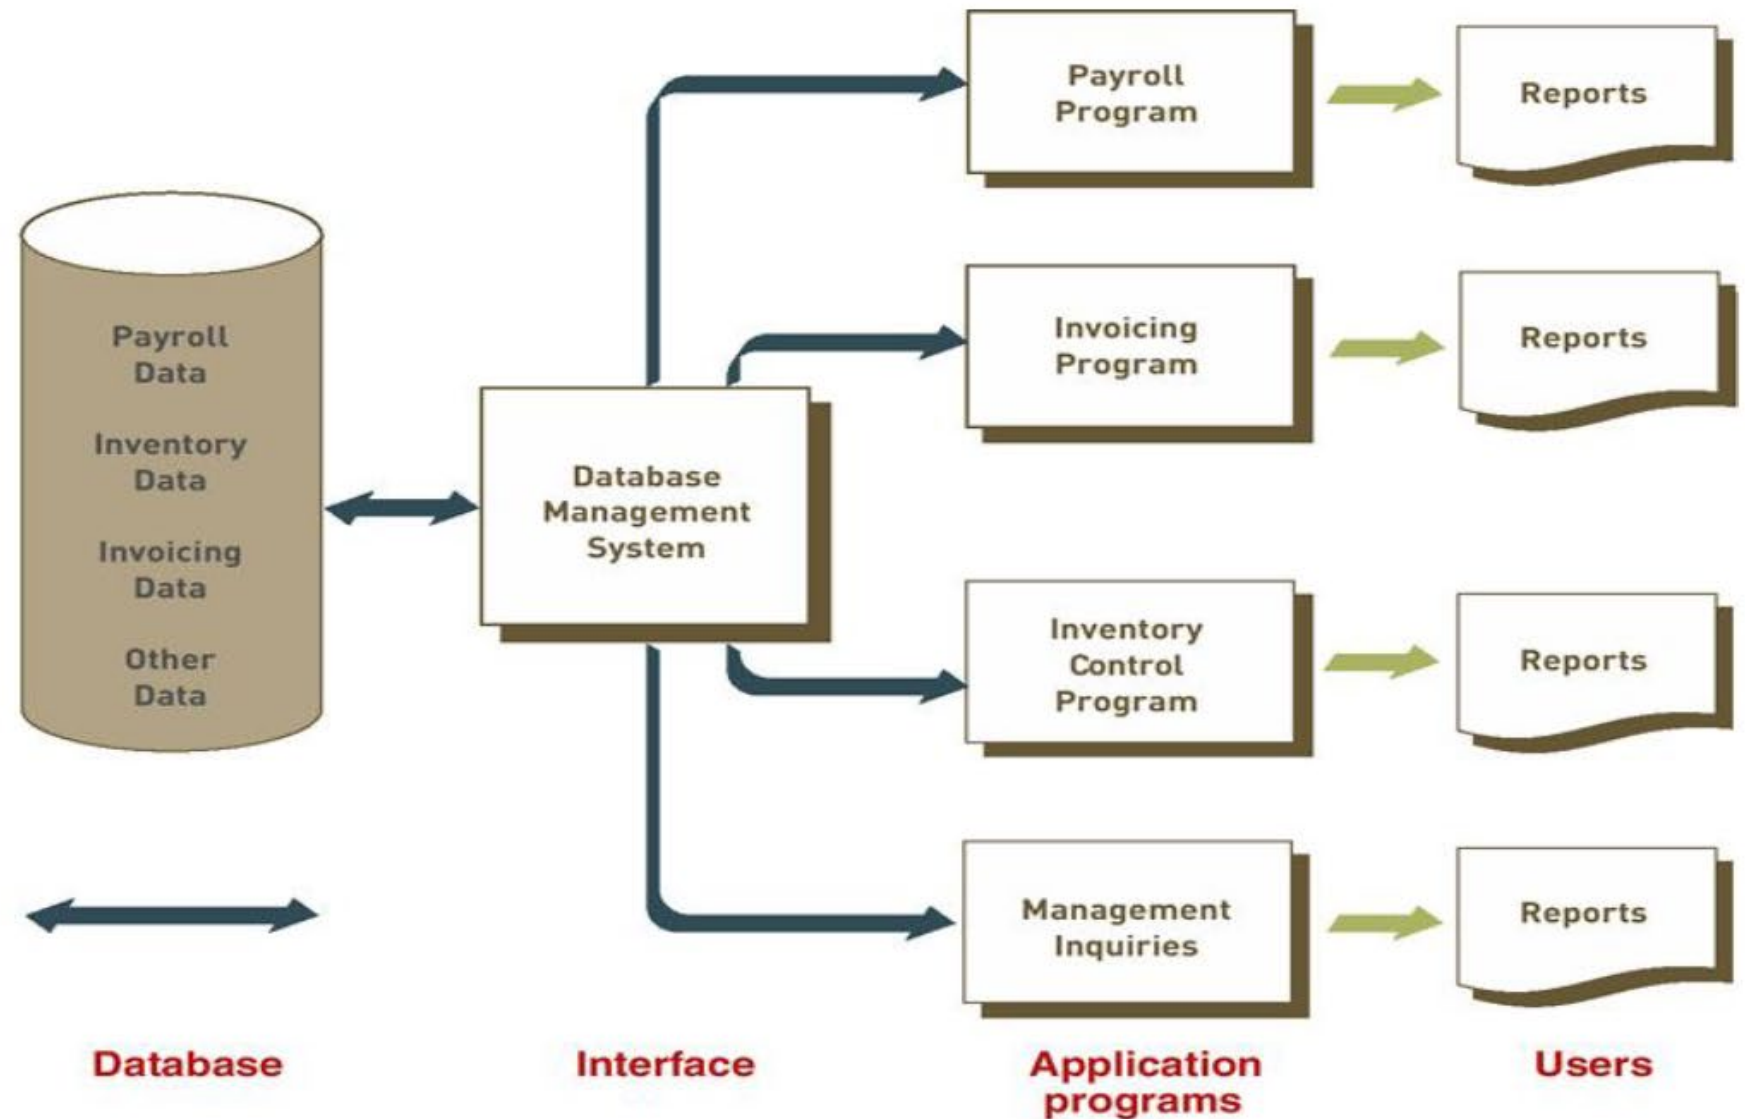 Payroll
Data
Inventory
Data
Invoicing
Data
Other
Data
Database
Management
System
Payroll
Program
Reports
Invoicing
Program
Reports
Inventory
Control
Program
Reports
Management
Inquiries
Reports
Database
Interface
Application
programs
Users